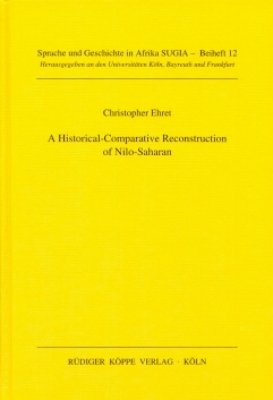 Sprache und Geschichte in Afrika SUGIA – Beiheft 12
Herausgegeben an den Universitäten Köln, Bayreuth und Frankfurt
Christopher Ehret
A Historical-Comparative Reconstruction
of Nilo-Saharan
RÜDIGER KÖPPE VERLAG · KÖLN